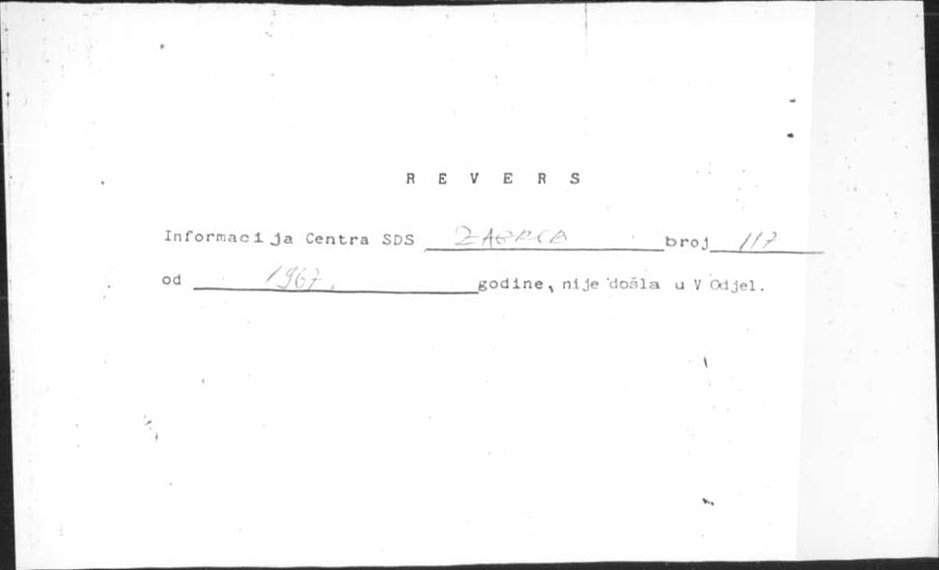 R E V E R S
Informacija Centra SDS ZAGREB broj 117
od 1967. godine, nije došla u V Odjel.